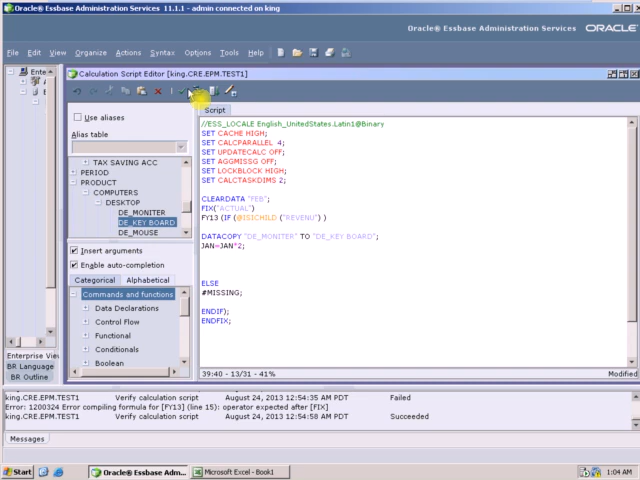 Oracle® Essbase Administration Services 11.1.1 - admin connected on king
Oracle® Essbase Administration Services ORACLE
File Edit View Organize Actions Syntax Options Tools Help
Ente
Calculation Script Editor [king.CRE.EPM.TEST1]
Use aliases
Alias table
TAX SAVING ACC
PERIOD
PRODUCT
COMPUTERS
DESKTOP
DE_MONITER
DE_KEY BOARD
DE_MOUSE
Insert arguments
Enable auto-completion
Categorical Alphabetical
Commands and functions
Data Declarations
Control Flow
Functional
Conditionals
Boolean
Script
//ESS_LOCALE English_UnitedStates.Latin1@Binary
SET CACHE HIGH;
SET CALCPARALLEL 4;
SET UPDATECALC OFF;
SET AGGMISSG OFF;
SET LOCKBLOCK HIGH;
SET CALCTASKDIMS 2;
CLEARDATA "FEB";
FIX("ACTUAL")
FY13 (IF (@ISICHILD ("REVENU") )
DATACOPY "DE_MONITER" TO "DE_KEY BOARD";
JAN=JAN*2;
ELSE
#MISSING;
ENDIF);
ENDFIX;
39:40 - 13/31 - 41%
Modified
Enterprise View
BR Language
BR Outline
king.CRE.EPM.TEST1 Verify calculation script August 24, 2013 12:54:35 AM PDT Failed
Error: 1200324 Error compiling formula for [FY13] (line 15): operator expected after [FIX]
king.CRE.EPM.TEST1 Verify calculation script August 24, 2013 12:54:58 AM PDT Succeeded
Messages
Start Oracle® Essbase Adm... Microsoft Excel - Book1 1:04 AM